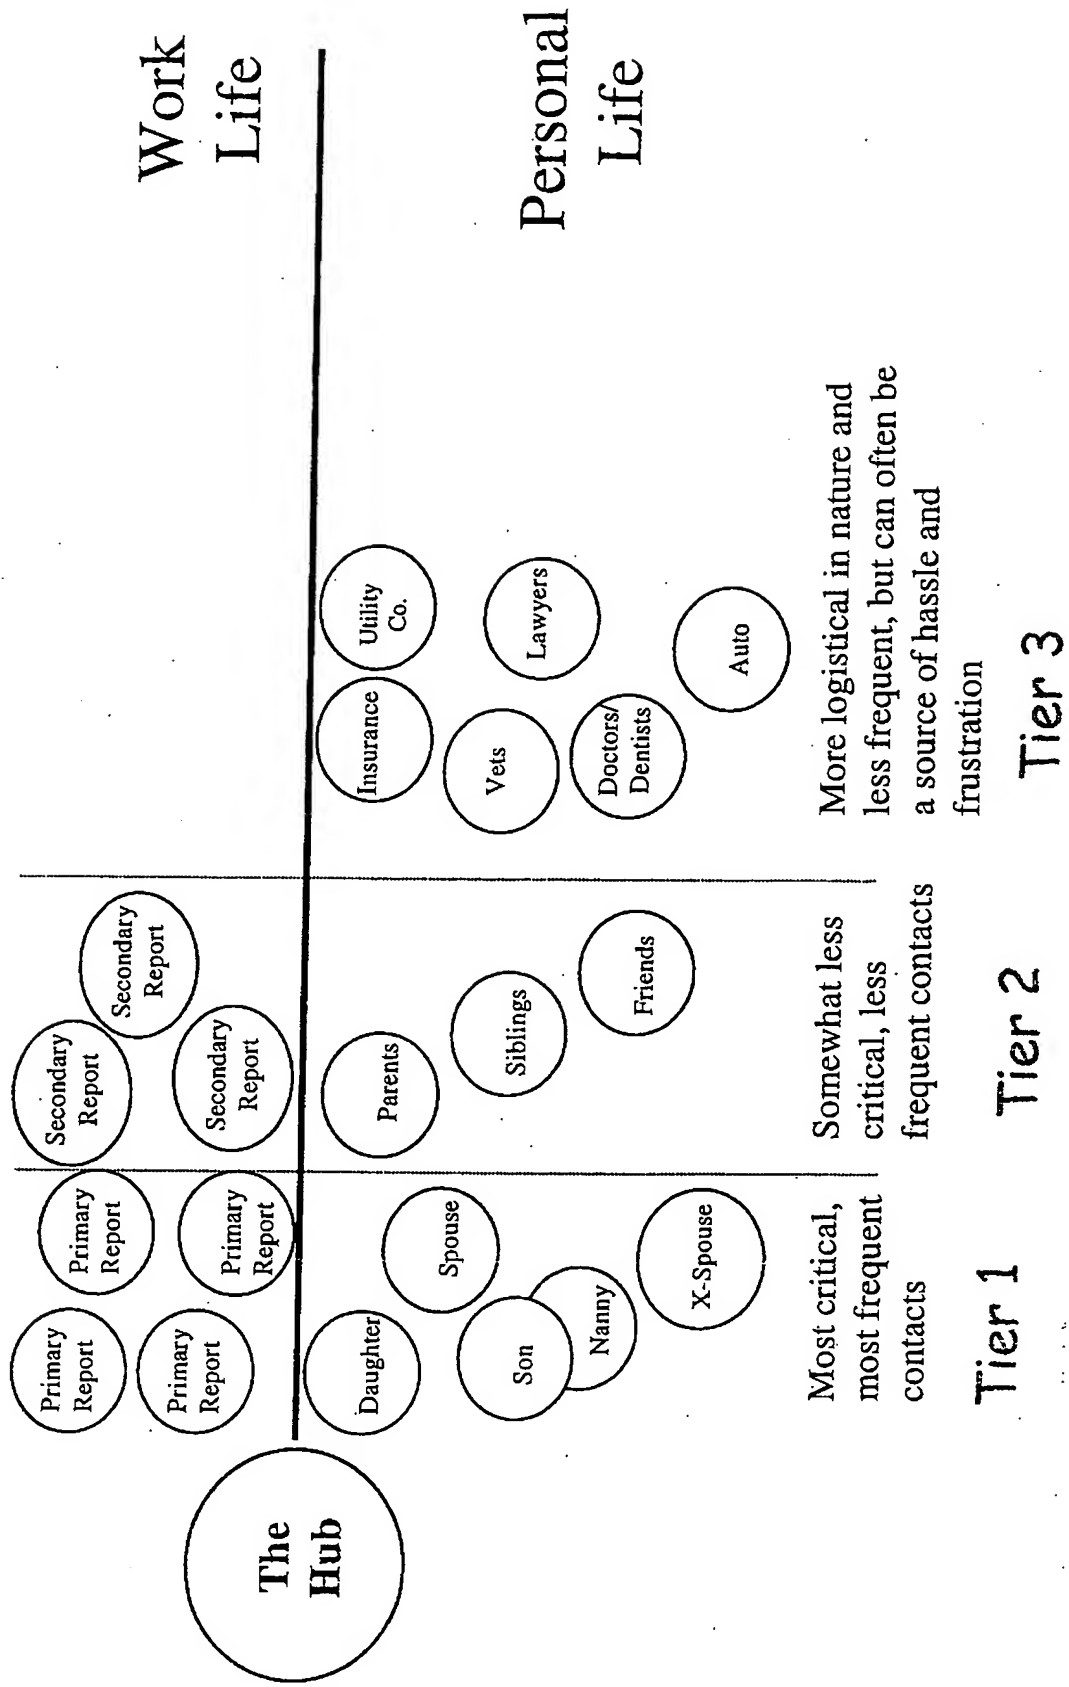 Work
Life
Personal
Life
The
Hub
Primary
Report
Primary
Report
Primary
Report
Primary
Report
Secondary
Report
Secondary
Report
Secondary
Report
Daughter
Spouse
Son
Nanny
X-Spouse
Parents
Siblings
Friends
Insurance
Utility
Co.
Vets
Lawyers
Doctors/
Dentists
Auto
Most critical,
most frequent
contacts
Somewhat less
critical, less
frequent contacts
More logistical in nature and
less frequent, but can often be
a source of hassle and
frustration
Tier 1
Tier 2
Tier 3